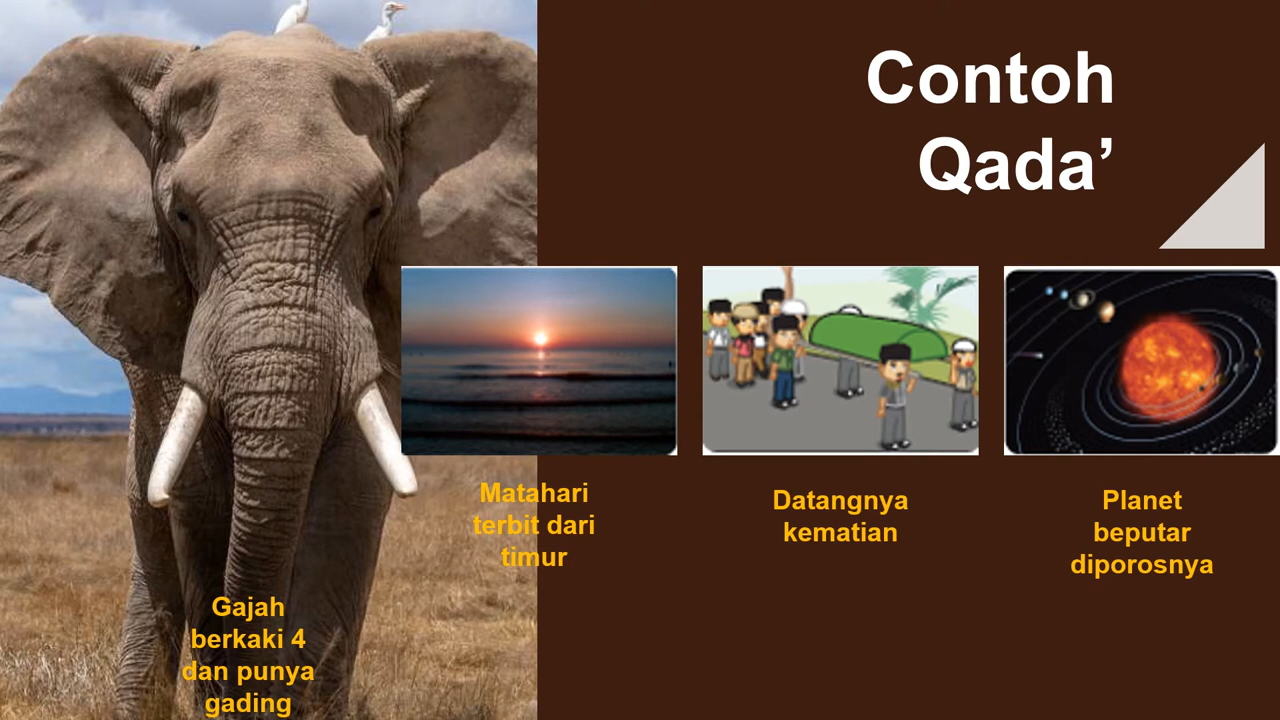 Contoh
Qada’
Matahari
terbit dari
timur
Datangnya
kematian
Planet
beputar
diporosnya
Gajah
berkaki 4
dan punya
gading